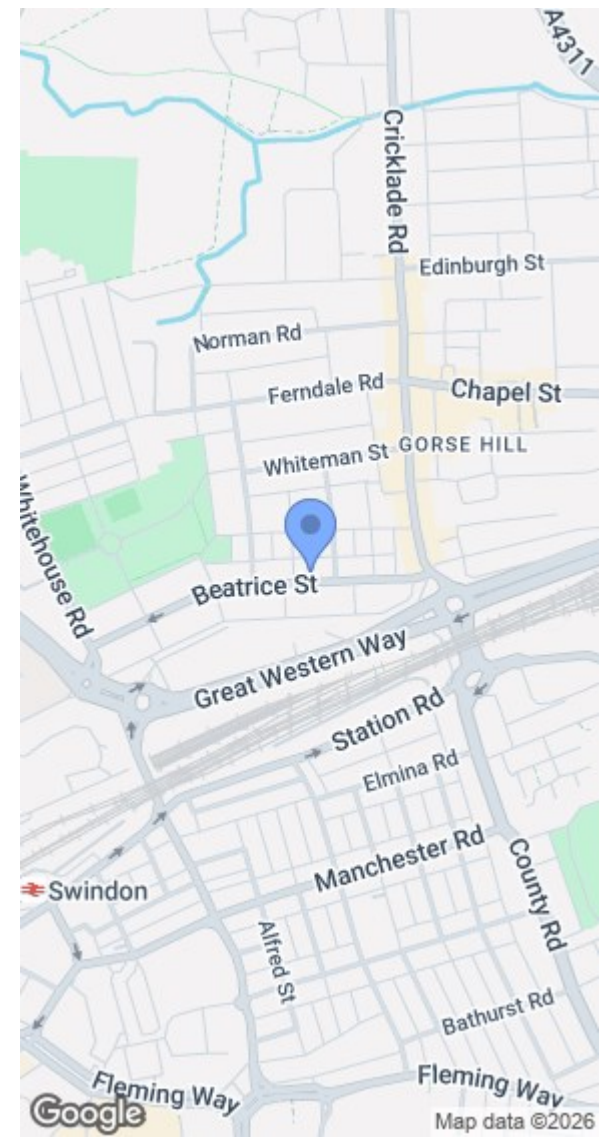 A4311
Cricklade Rd
Edinburgh St
Norman Rd
Ferndale Rd
Chapel St
Whiteman St
GORSE HILL
Whitehouse Rd
Beatrice St
Great Western Way
Station Rd
Elmina Rd
Manchester Rd
County Rd
Swindon
Alfred St
Bathurst Rd
Fleming Way
Fleming Way
Google
Map data ©2026